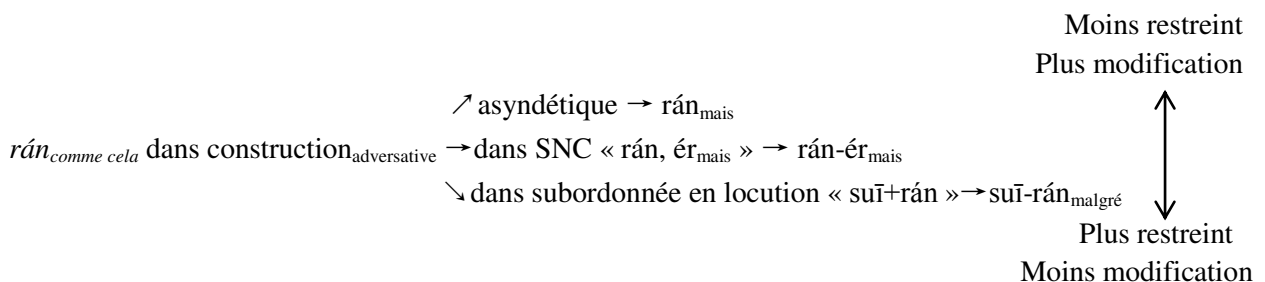 Moins restreint
Plus modification
↗ asyndétique → rán mais
rán comme cela dans construction adversative → dans SNC « rán, ér mais » → rán-ér mais
↘ dans subordonnée en locution « suī+rán » → suī-rán malgré
Plus restreint
Moins modification